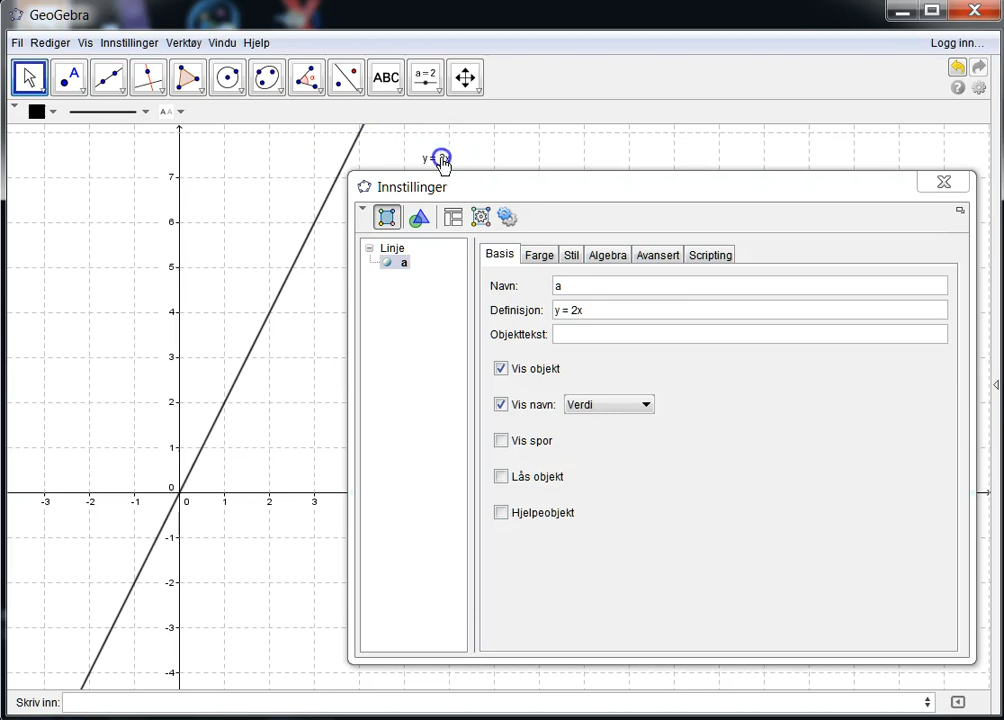 GeoGebra
Fil Rediger Vis Innstillinger Verktøy Vindu Hjelp Logg inn...
ABC a=2
A A
y =
Innstillinger
Linje
a
Basis Farge Stil Algebra Avansert Scripting
Navn: a
Definisjon: y = 2x
Objekttekst:
Vis objekt
Vis navn: Verdi
Vis spor
Lås objekt
Hjelpeobjekt
7
6
5
4
3
2
1
0
-3 -2 -1 0 1 2 3
-1
-2
-3
-4
Skriv inn: